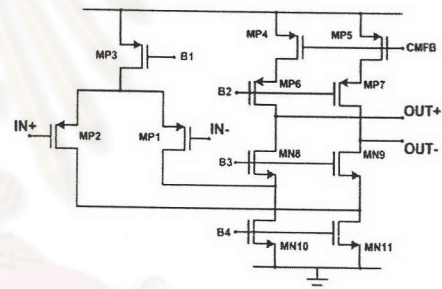 MP4
MP5
MP3
B1
CMFB
MP6
MP7
B2
OUT+
IN+
MP2
MP1
IN-
OUT-
MN8
MN9
B3
B4
MN10
MN11